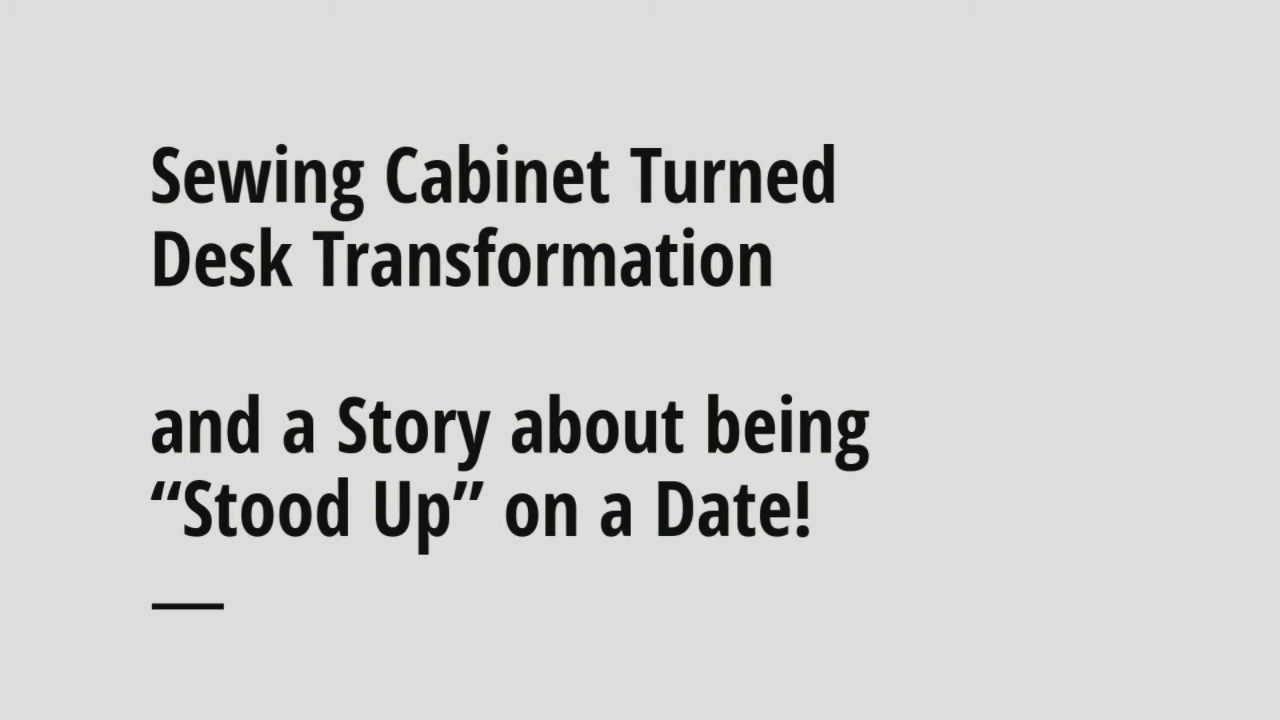 Sewing Cabinet Turned
Desk Transformation
and a Story about being
“Stood Up” on a Date!